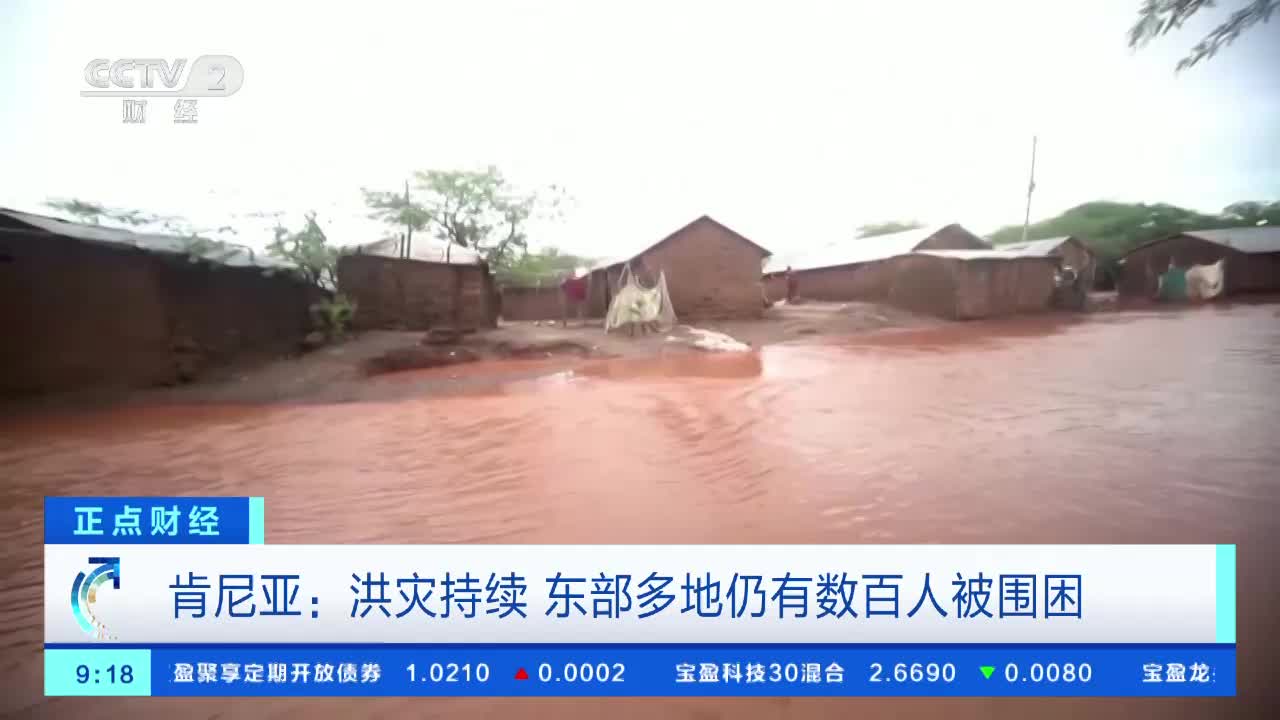 CCTV 2
财 经
正点财经
肯尼亚：洪灾持续 东部多地仍有数百人被围困
9:18 盈聚享定期开放债券 1.0210 ▲ 0.0002 宝盈科技30混合 2.6690 ▼ 0.0080 宝盈龙